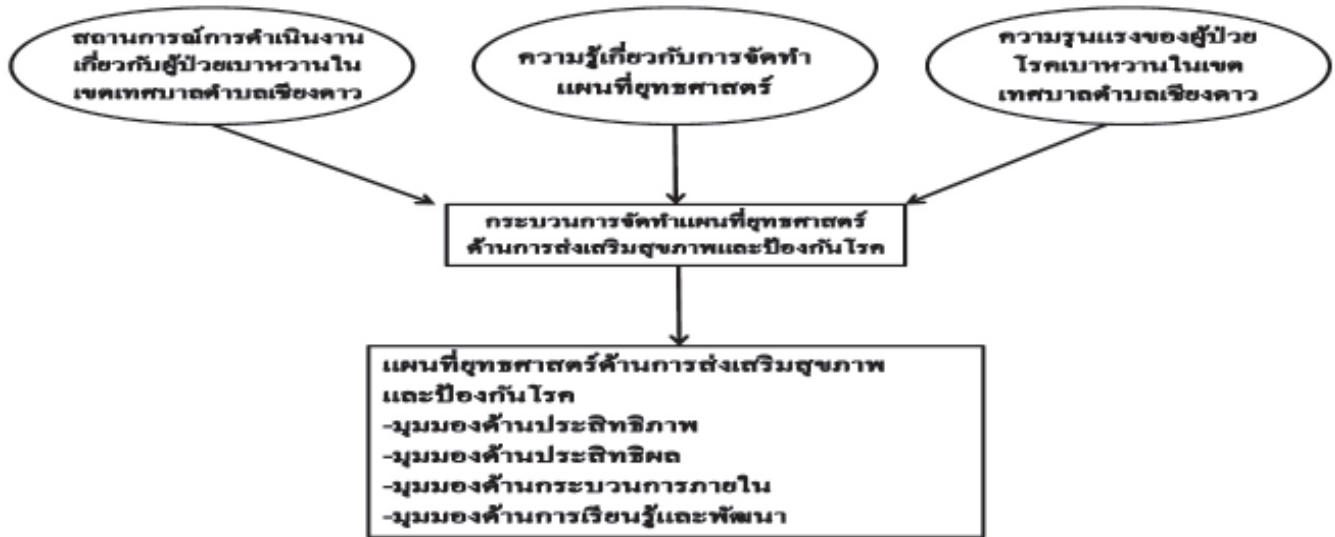 สถานการณ์การดำเนินงาน
เกี่ยวกับผู้ป่วยเบาหวานใน
เขตเทศบาลตำบลเชียงดาว
ความรู้เกี่ยวกับการจัดทำ
แผนที่ยุทธศาสตร์
ความรุนแรงของผู้ป่วย
โรคเบาหวานในเขต
เทศบาลตำบลเชียงดาว
กระบวนการจัดทำแผนที่ยุทธศาสตร์
ด้านการส่งเสริมสุขภาพและป้องกันโรค
แผนที่ยุทธศาสตร์ด้านการส่งเสริมสุขภาพ
และป้องกันโรค
-มุมมองด้านประสิทธิภาพ
-มุมมองด้านประสิทธิผล
-มุมมองด้านกระบวนการภายใน
-มุมมองด้านการเรียนรู้และพัฒนา